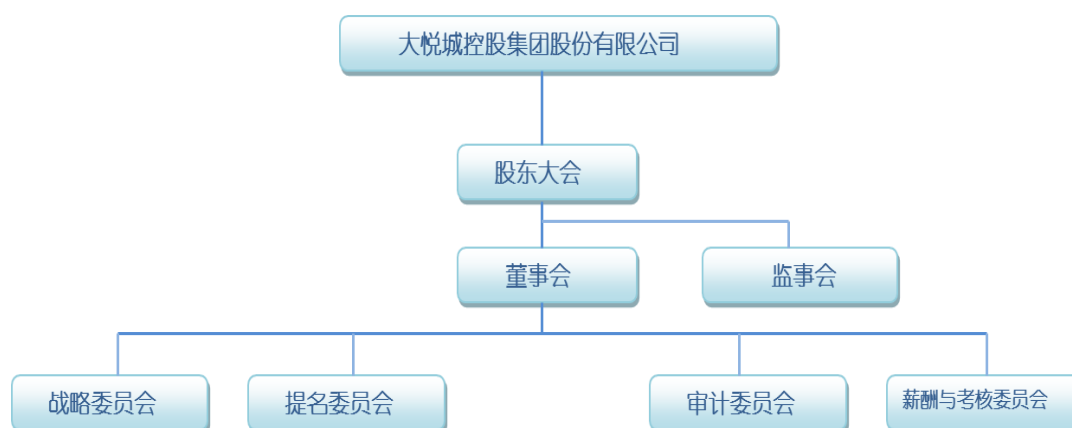 大悦城控股集团股份有限公司
股东大会
董事会
监事会
战略委员会
提名委员会
审计委员会
薪酬与考核委员会